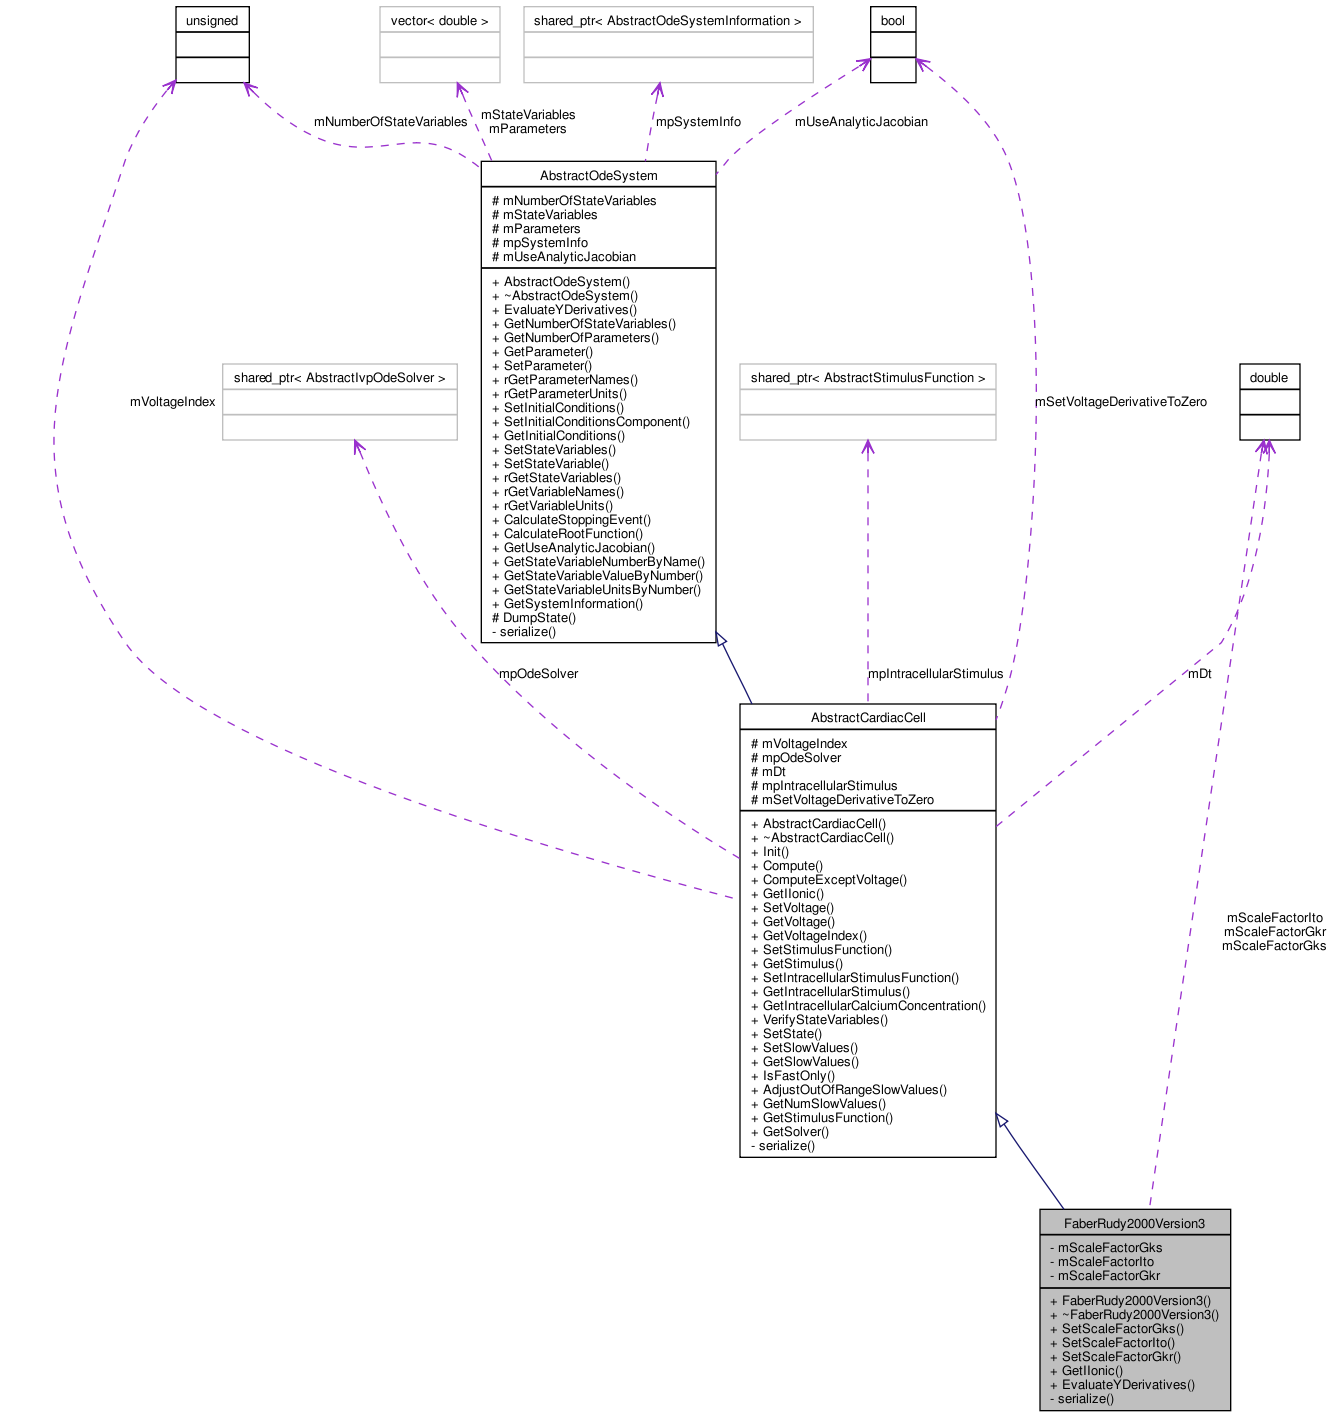 unsigned
vector< double >
shared_ptr< AbstractOdeSystemInformation >
bool
mNumberOfStateVariables
mStateVariables
mParameters
mpSystemInfo
mUseAnalyticJacobian
AbstractOdeSystem
# mNumberOfStateVariables
# mStateVariables
# mParameters
# mpSystemInfo
# mUseAnalyticJacobian
+ AbstractOdeSystem()
+ ~AbstractOdeSystem()
+ EvaluateYDerivatives()
+ GetNumberOfStateVariables()
+ GetNumberOfParameters()
+ GetParameter()
+ SetParameter()
+ rGetParameterNames()
+ rGetParameterUnits()
+ SetInitialConditions()
+ SetInitialConditionsComponent()
+ GetInitialConditions()
+ SetStateVariables()
+ SetStateVariable()
+ rGetStateVariables()
+ rGetVariableNames()
+ rGetVariableUnits()
+ CalculateStoppingEvent()
+ CalculateRootFunction()
+ GetUseAnalyticJacobian()
+ GetStateVariableNumberByName()
+ GetStateVariableValueByNumber()
+ GetStateVariableUnitsByNumber()
+ GetSystemInformation()
# DumpState()
- serialize()
mVoltageIndex
shared_ptr< AbstractIvpOdeSolver >
shared_ptr< AbstractStimulusFunction >
mSetVoltageDerivativeToZero
double
mpOdeSolver
mpIntracellularStimulus
mDt
AbstractCardiacCell
# mVoltageIndex
# mpOdeSolver
# mDt
# mpIntracellularStimulus
# mSetVoltageDerivativeToZero
+ AbstractCardiacCell()
+ ~AbstractCardiacCell()
+ Init()
+ Compute()
+ ComputeExceptVoltage()
+ GetIIonic()
+ SetVoltage()
+ GetVoltage()
+ GetVoltageIndex()
+ SetStimulusFunction()
+ GetStimulus()
+ SetIntracellularStimulusFunction()
+ GetIntracellularStimulus()
+ GetIntracellularCalciumConcentration()
+ VerifyStateVariables()
+ SetState()
+ SetSlowValues()
+ GetSlowValues()
+ IsFastOnly()
+ AdjustOutOfRangeSlowValues()
+ GetNumSlowValues()
+ GetStimulusFunction()
+ GetSolver()
- serialize()
mScaleFactorIto
mScaleFactorGkr
mScaleFactorGks
FaberRudy2000Version3
- mScaleFactorGks
- mScaleFactorIto
- mScaleFactorGkr
+ FaberRudy2000Version3()
+ ~FaberRudy2000Version3()
+ SetScaleFactorGks()
+ SetScaleFactorIto()
+ SetScaleFactorGkr()
+ GetIIonic()
+ EvaluateYDerivatives()
- serialize()